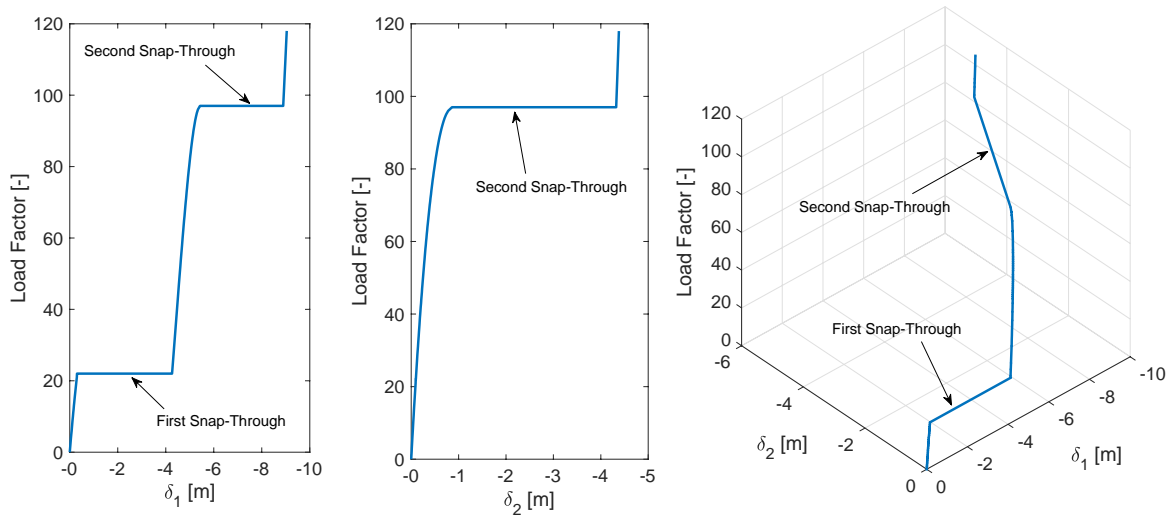 120
100
80
60
40
20
0
Load Factor [-]
Second Snap-Through
First Snap-Through
-0 -2 -4 -6 -8 -10
δ1 [m]
120
100
80
60
40
20
0
Load Factor [-]
Second Snap-Through
-0 -1 -2 -3 -4 -5
δ2 [m]
120
100
80
60
40
20
0
Load Factor [-]
Second Snap-Through
First Snap-Through
-6
-4
-2
0
δ2 [m]
0
-2
-4
-6
-8
-10
δ1 [m]